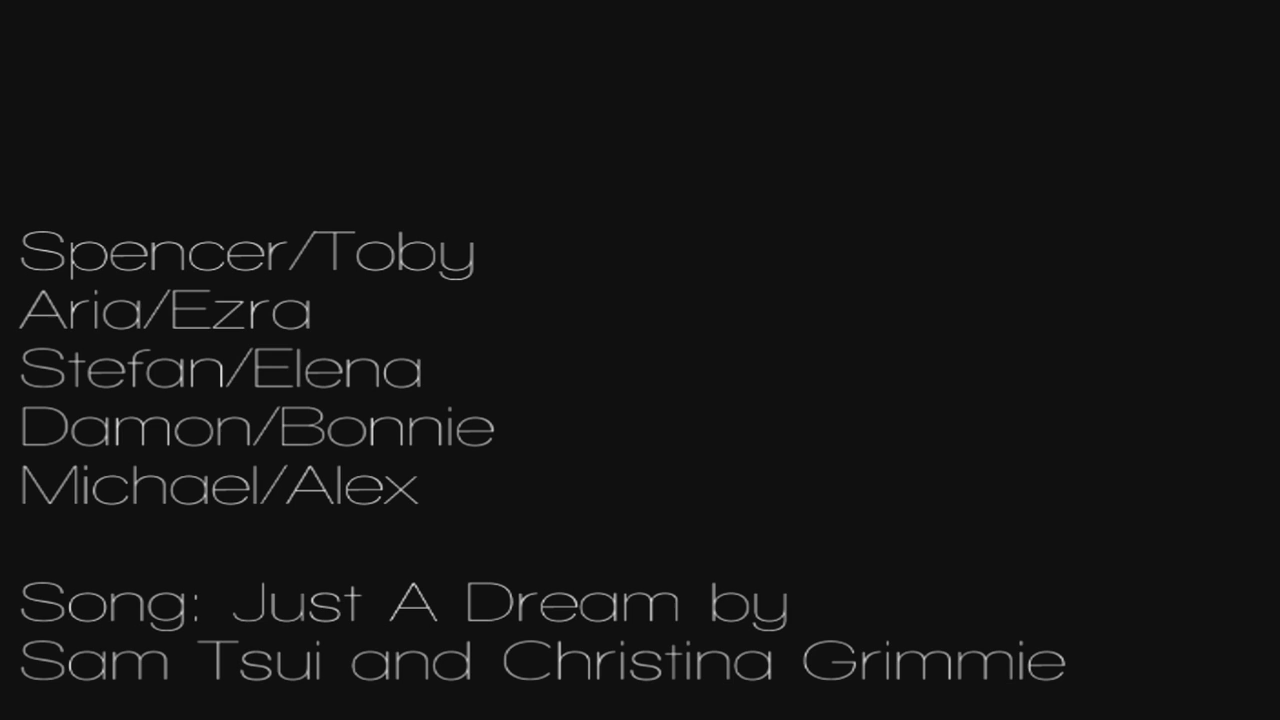 Spencer/Toby
Aria/Ezra
Stefan/Elena
Damon/Bonnie
Michael/Alex
Song: Just A Dream by
Sam Tsui and Christina Grimmie